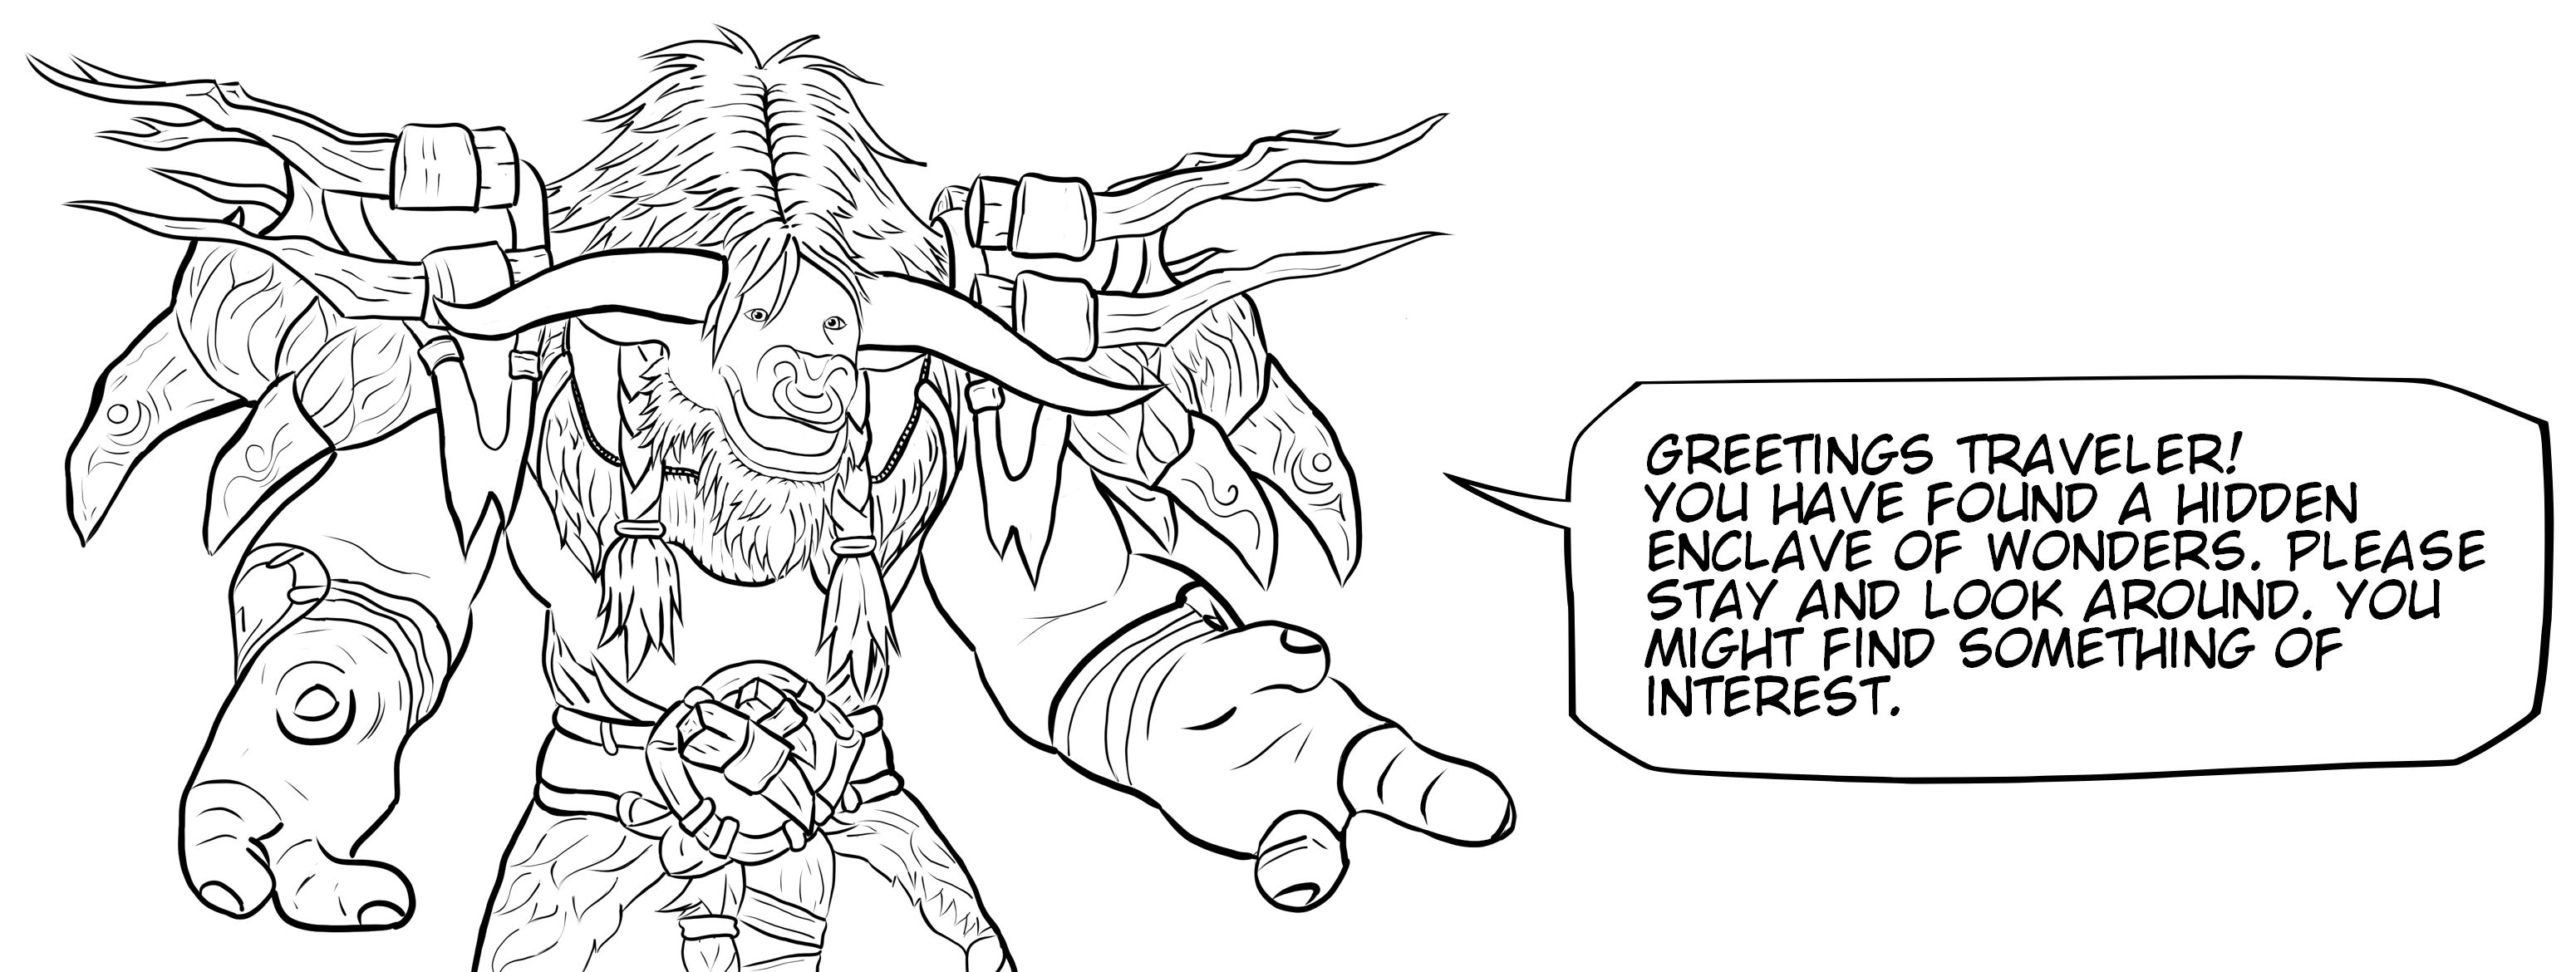 GREETINGS TRAVELER!
YOU HAVE FOUND A HIDDEN
ENCLAVE OF WONDERS. PLEASE
STAY AND LOOK AROUND. YOU
MIGHT FIND SOMETHING OF
INTEREST.